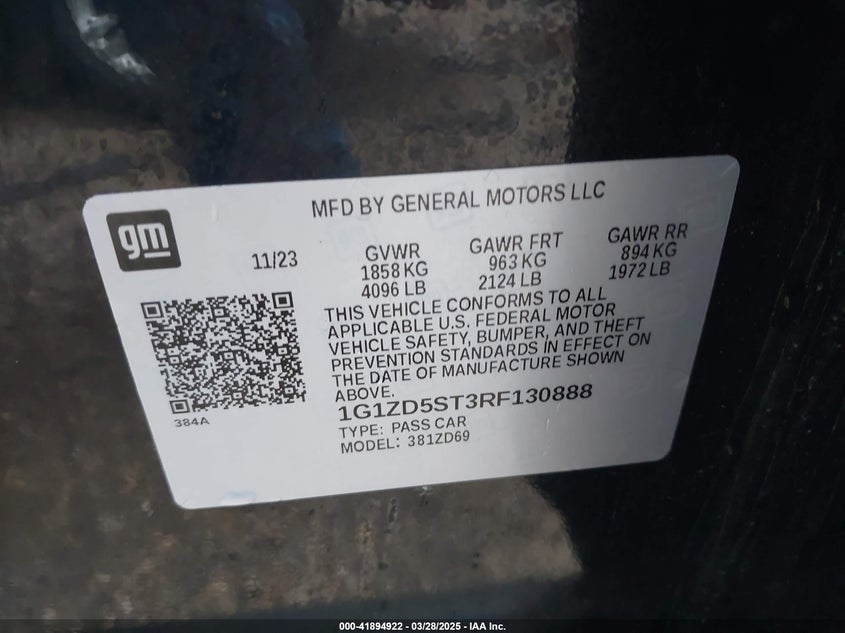 MFD BY GENERAL MOTORS LLC
gm
11/23
GVWR
1858 KG
4096 LB
GAWR FRT
963 KG
2124 LB
GAWR RR
894 KG
1972 LB
THIS VEHICLE CONFORMS TO ALL
APPLICABLE U.S. FEDERAL MOTOR
VEHICLE SAFETY, BUMPER, AND THEFT
PREVENTION STANDARDS IN EFFECT ON
THE DATE OF MANUFACTURE SHOWN
ABOVE.
1G1ZD5ST3RF130888
TYPE: PASS CAR
MODEL: 381ZD69
384A
000-41894922 - 03/28/2025 - IAA Inc.